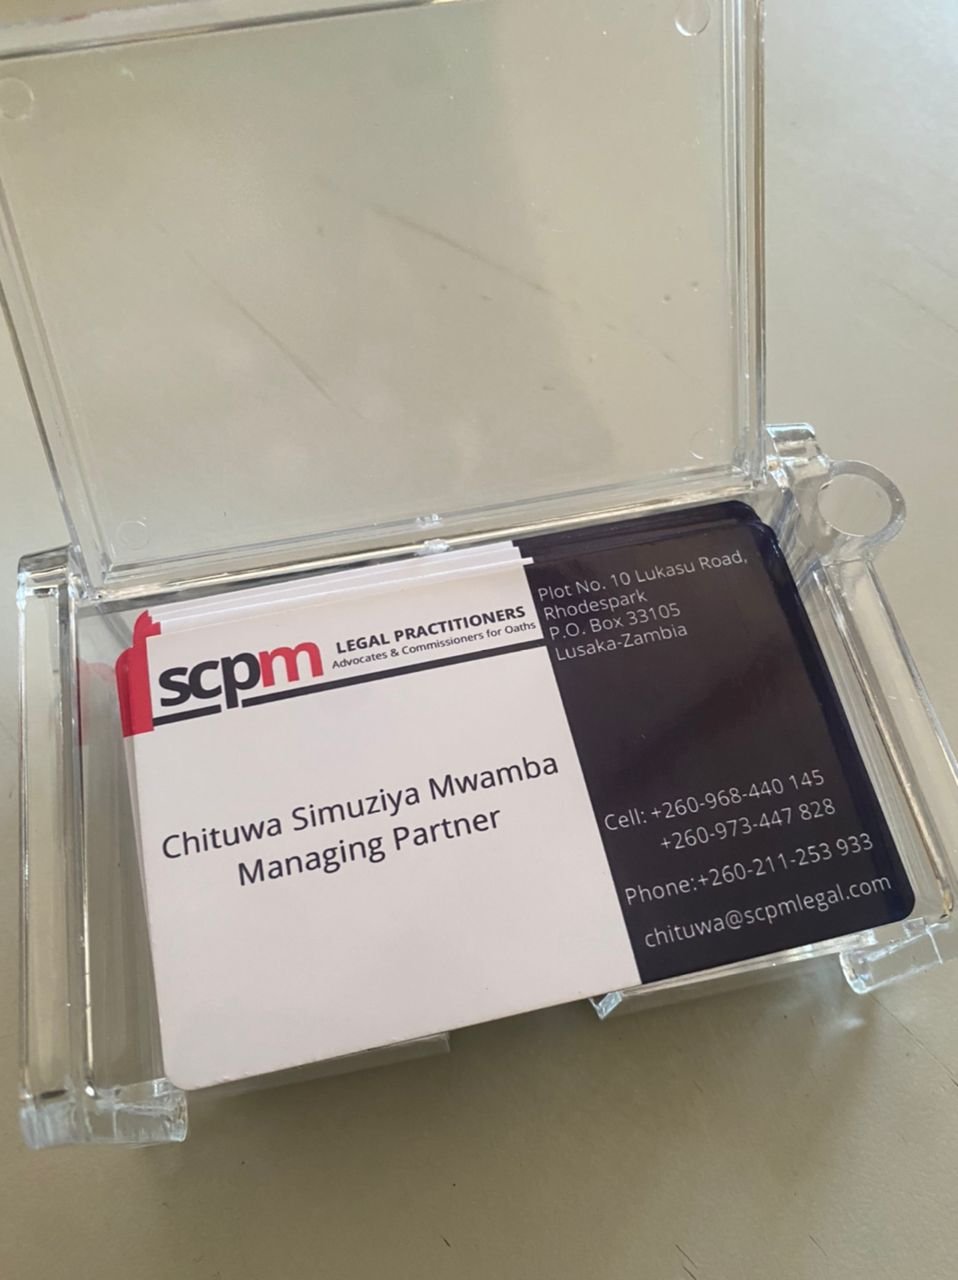 scpm LEGAL PRACTITIONERS
Advocates & Commissioners for Oaths
Chituwa Simuziya Mwamba
Managing Partner
Plot No. 10 Lukasu Road,
Rhodespark
P.O. Box 33105
Lusaka-Zambia
Cell: +260-968-440 145
+260-973-447 828
Phone:+260-211-253 933
chituwa@scpmlegal.com